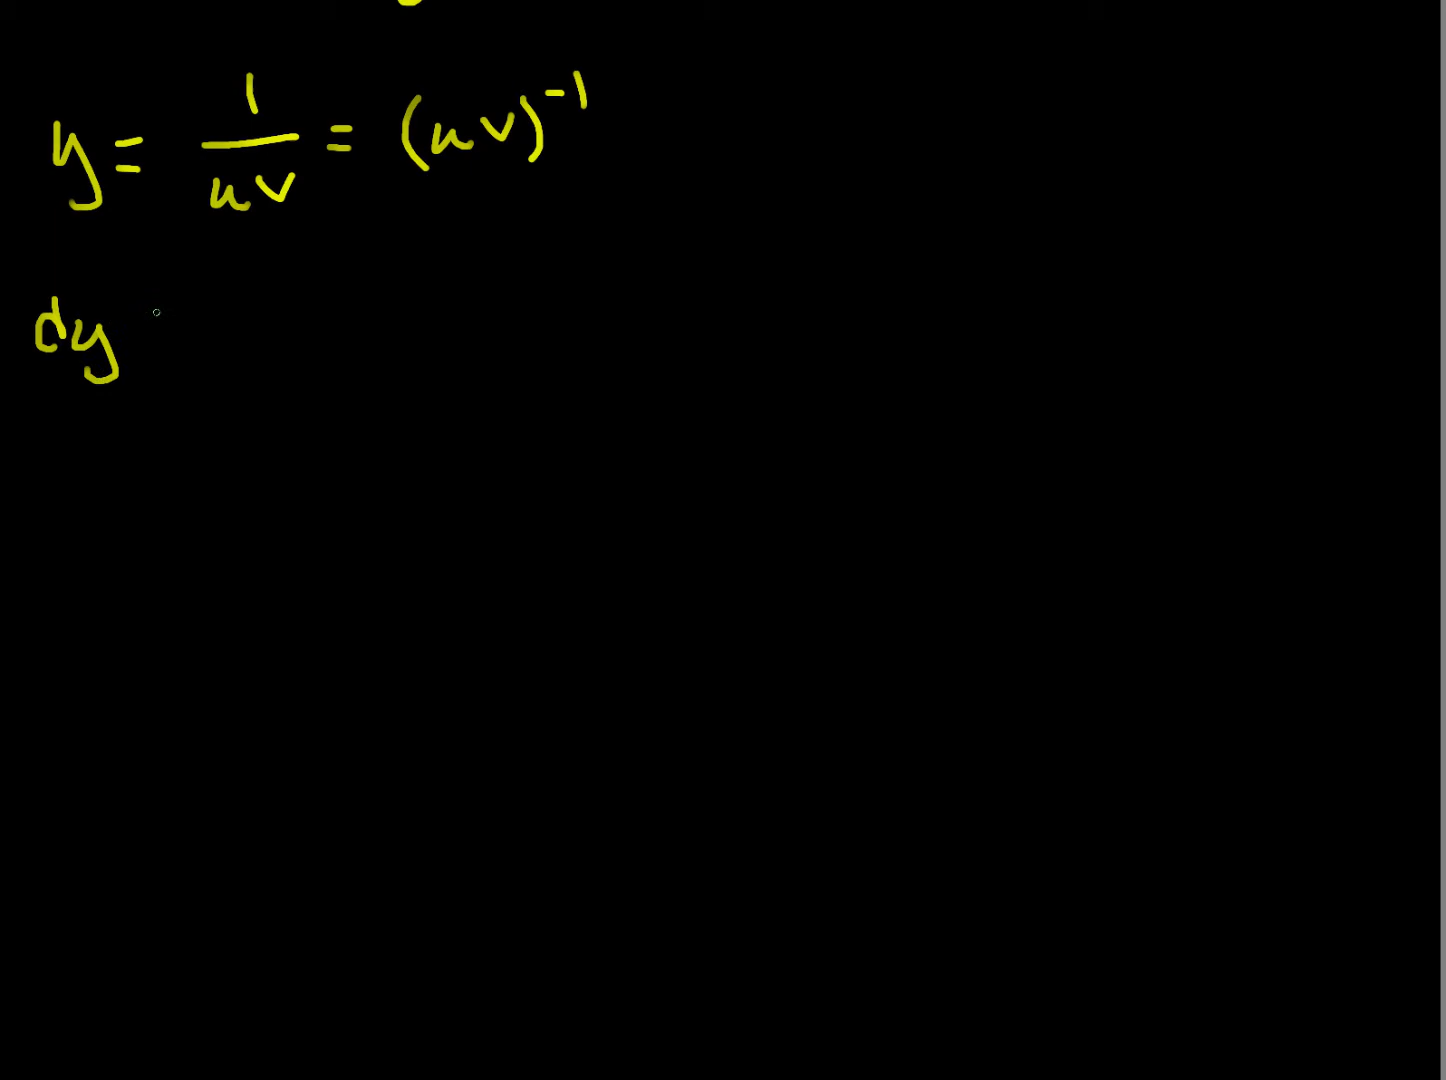 y = 1/uv = (uv)^-1
dy